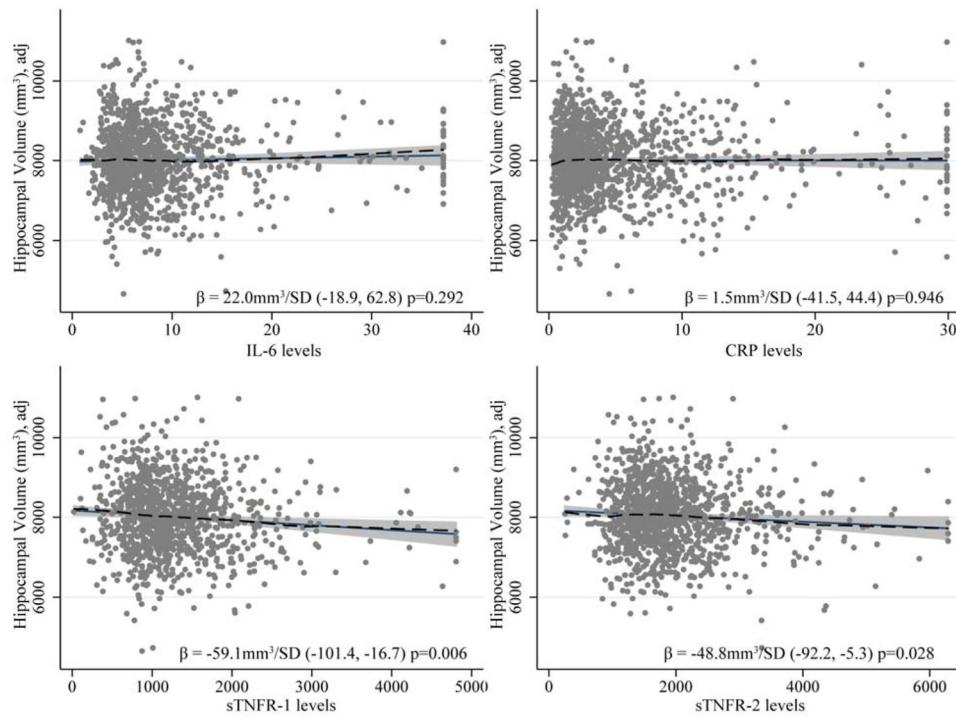 Hippocampal Volume (mm³), adj
10000
8000
6000
β = 22.0mm³/SD (-18.9, 62.8) p=0.292
0 10 20 30 40
IL-6 levels
Hippocampal Volume (mm³), adj
10000
8000
6000
β = 1.5mm³/SD (-41.5, 44.4) p=0.946
0 10 20 30
CRP levels
Hippocampal Volume (mm³), adj
10000
8000
6000
β = -59.1mm³/SD (-101.4, -16.7) p=0.006
0 1000 2000 3000 4000 5000
sTNFR-1 levels
Hippocampal Volume (mm³), adj
10000
8000
6000
β = -48.8mm³/SD (-92.2, -5.3) p=0.028
0 2000 4000 6000
sTNFR-2 levels